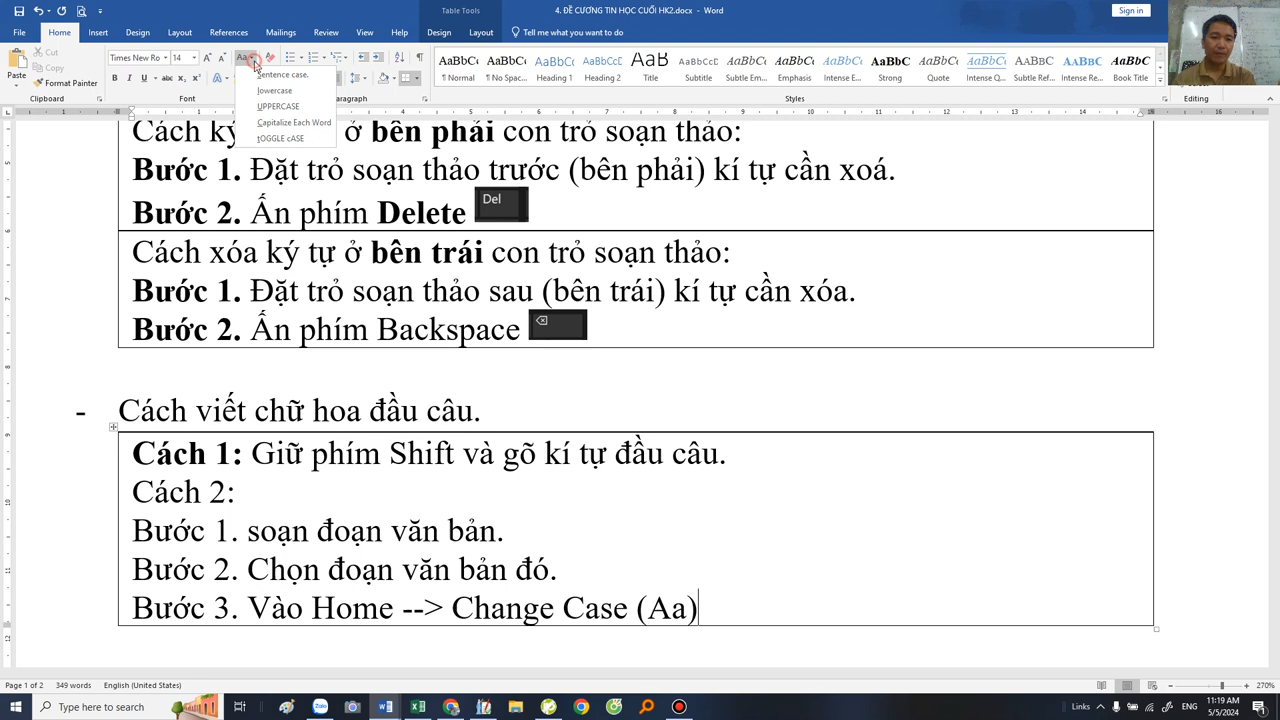 Table Tools
4. ĐỀ CƯƠNG TIN HỌC CUỐI HK2.docx - Word
Sign in
File Home Insert Draw Design Layout References Mailings Review View Help Design Layout Tell me what you want to do
Paste
Cut
Copy
Format Painter
Clipboard
Times New Ro 14
Font
Sentence case.
lowercase
UPPERCASE
Capitalize Each Word
tOGGLE cASE
Paragraph
¶ Normal ¶ No Spac... Heading 1 Heading 2 Title Subtitle Subtle Em... Emphasis Intense E... Strong Quote Intense Q... Subtle Ref... Intense Re... Book Title
Styles
Editing
Cách ký ở bên phải con trỏ soạn thảo:
Bước 1. Đặt trỏ soạn thảo trước (bên phải) kí tự cần xoá.
Bước 2. Ấn phím Delete Del
Cách xóa ký tự ở bên trái con trỏ soạn thảo:
Bước 1. Đặt trỏ soạn thảo sau (bên trái) kí tự cần xóa.
Bước 2. Ấn phím Backspace
- Cách viết chữ hoa đầu câu.
Cách 1: Giữ phím Shift và gõ kí tự đầu câu.
Cách 2:
Bước 1. soạn đoạn văn bản.
Bước 2. Chọn đoạn văn bản đó.
Bước 3. Vào Home --> Change Case (Aa)
Page 1 of 2 349 words English (United States)
270%
Type here to search
Links
ENG
11:19 AM
5/5/2024